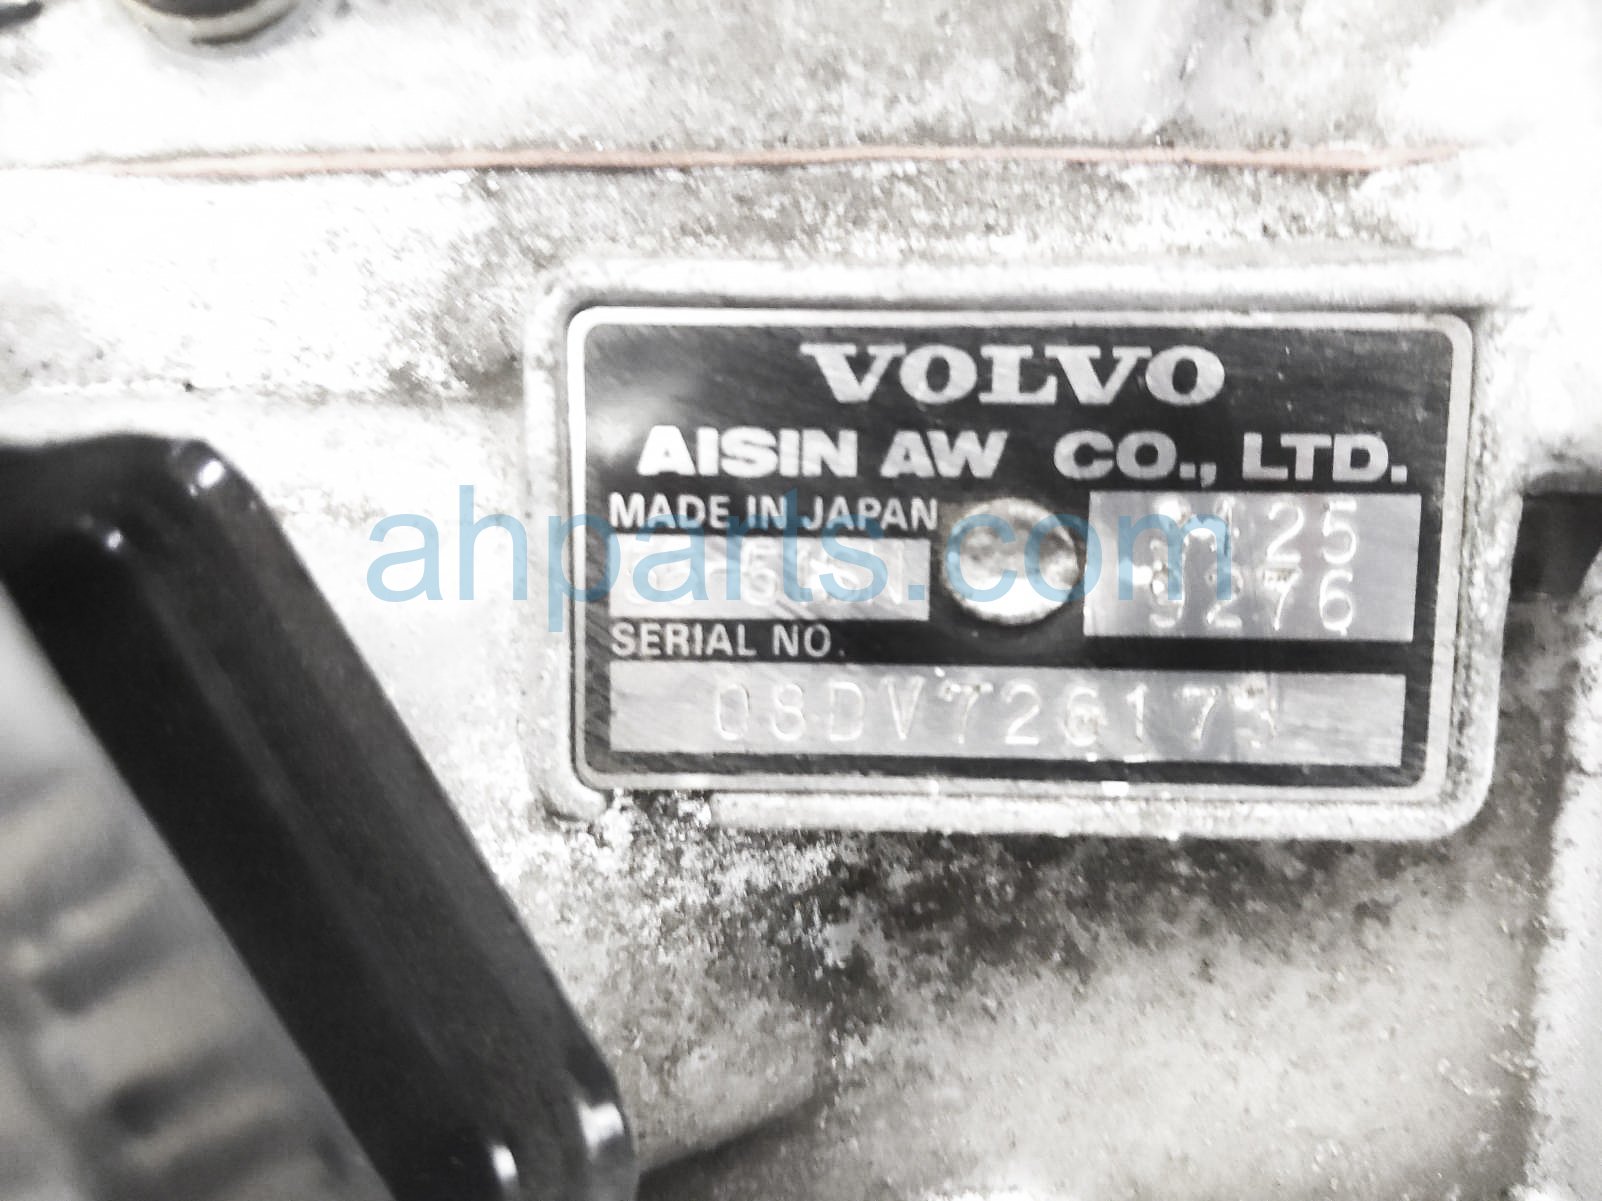 VOLVO
AISIN AW CO., LTD.
MADE IN JAPAN
9276
SERIAL NO.
ahparts.com